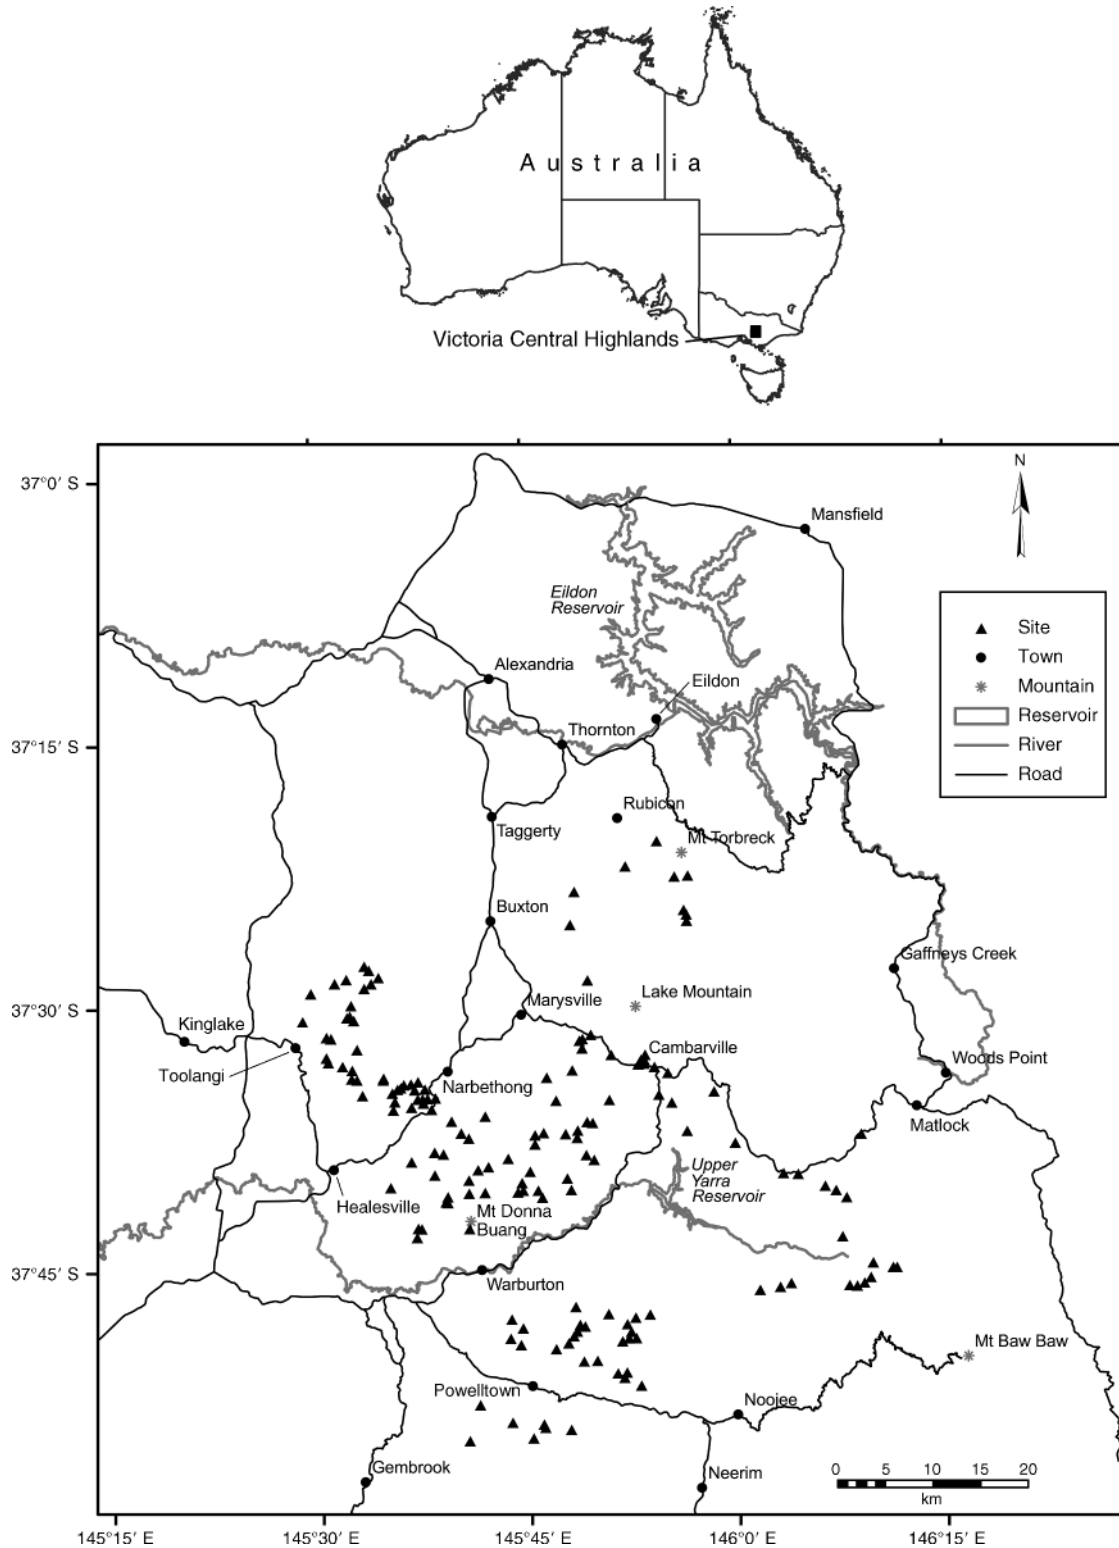 Australia
Victoria Central Highlands
N
37°0′ S
37°15′ S
37°30′ S
37°45′ S
Mansfield
Eildon
Reservoir
Alexandria
Eildon
Thornton
Rubicon
Taggerty
Mt Torbreck
Buxton
Gaffneys Creek
Marysville
Lake Mountain
Kinglake
Toolangi
Cambarville
Woods Point
Narbethong
Matlock
Healesville
Upper
Yarra
Reservoir
Mt Donna
Buang
Warburton
Mt Baw Baw
Powelltown
Noojee
Gembrook
Neerim
Site
Town
Mountain
Reservoir
River
Road
0 5 10 15 20
km
145°15′ E 145°30′ E 145°45′ E 146°0′ E 146°15′ E